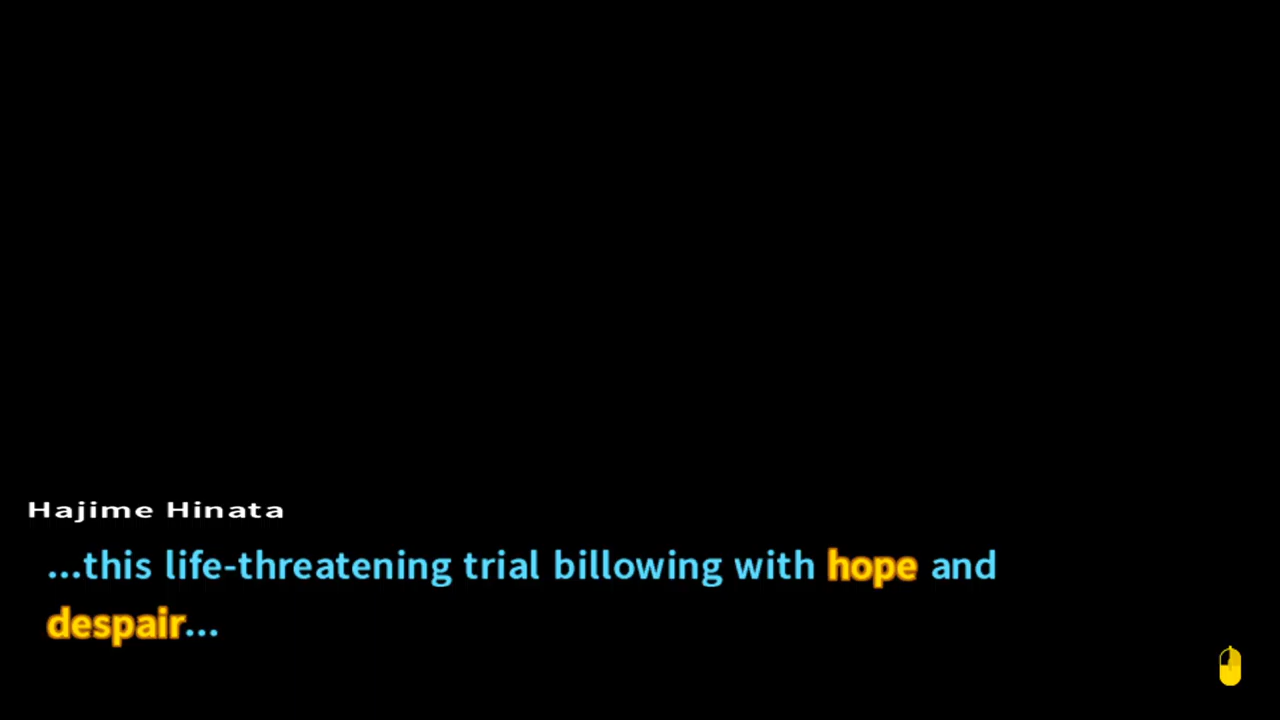 Hajime Hinata
...this life-threatening trial billowing with hope and
despair...